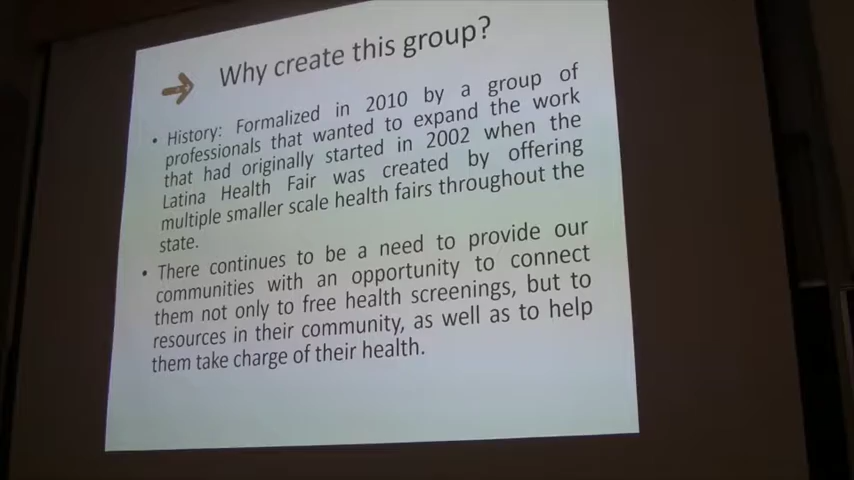 Why create this group?
• History: Formalized in 2010 by a group of
professionals that wanted to expand the work
that had originally started in 2002 when the
Latina Health Fair was created by offering
multiple smaller scale health fairs throughout the
state.
• There continues to be a need to provide our
communities with an opportunity to connect
them not only to free health screenings, but to
resources in their community, as well as to help
them take charge of their health.